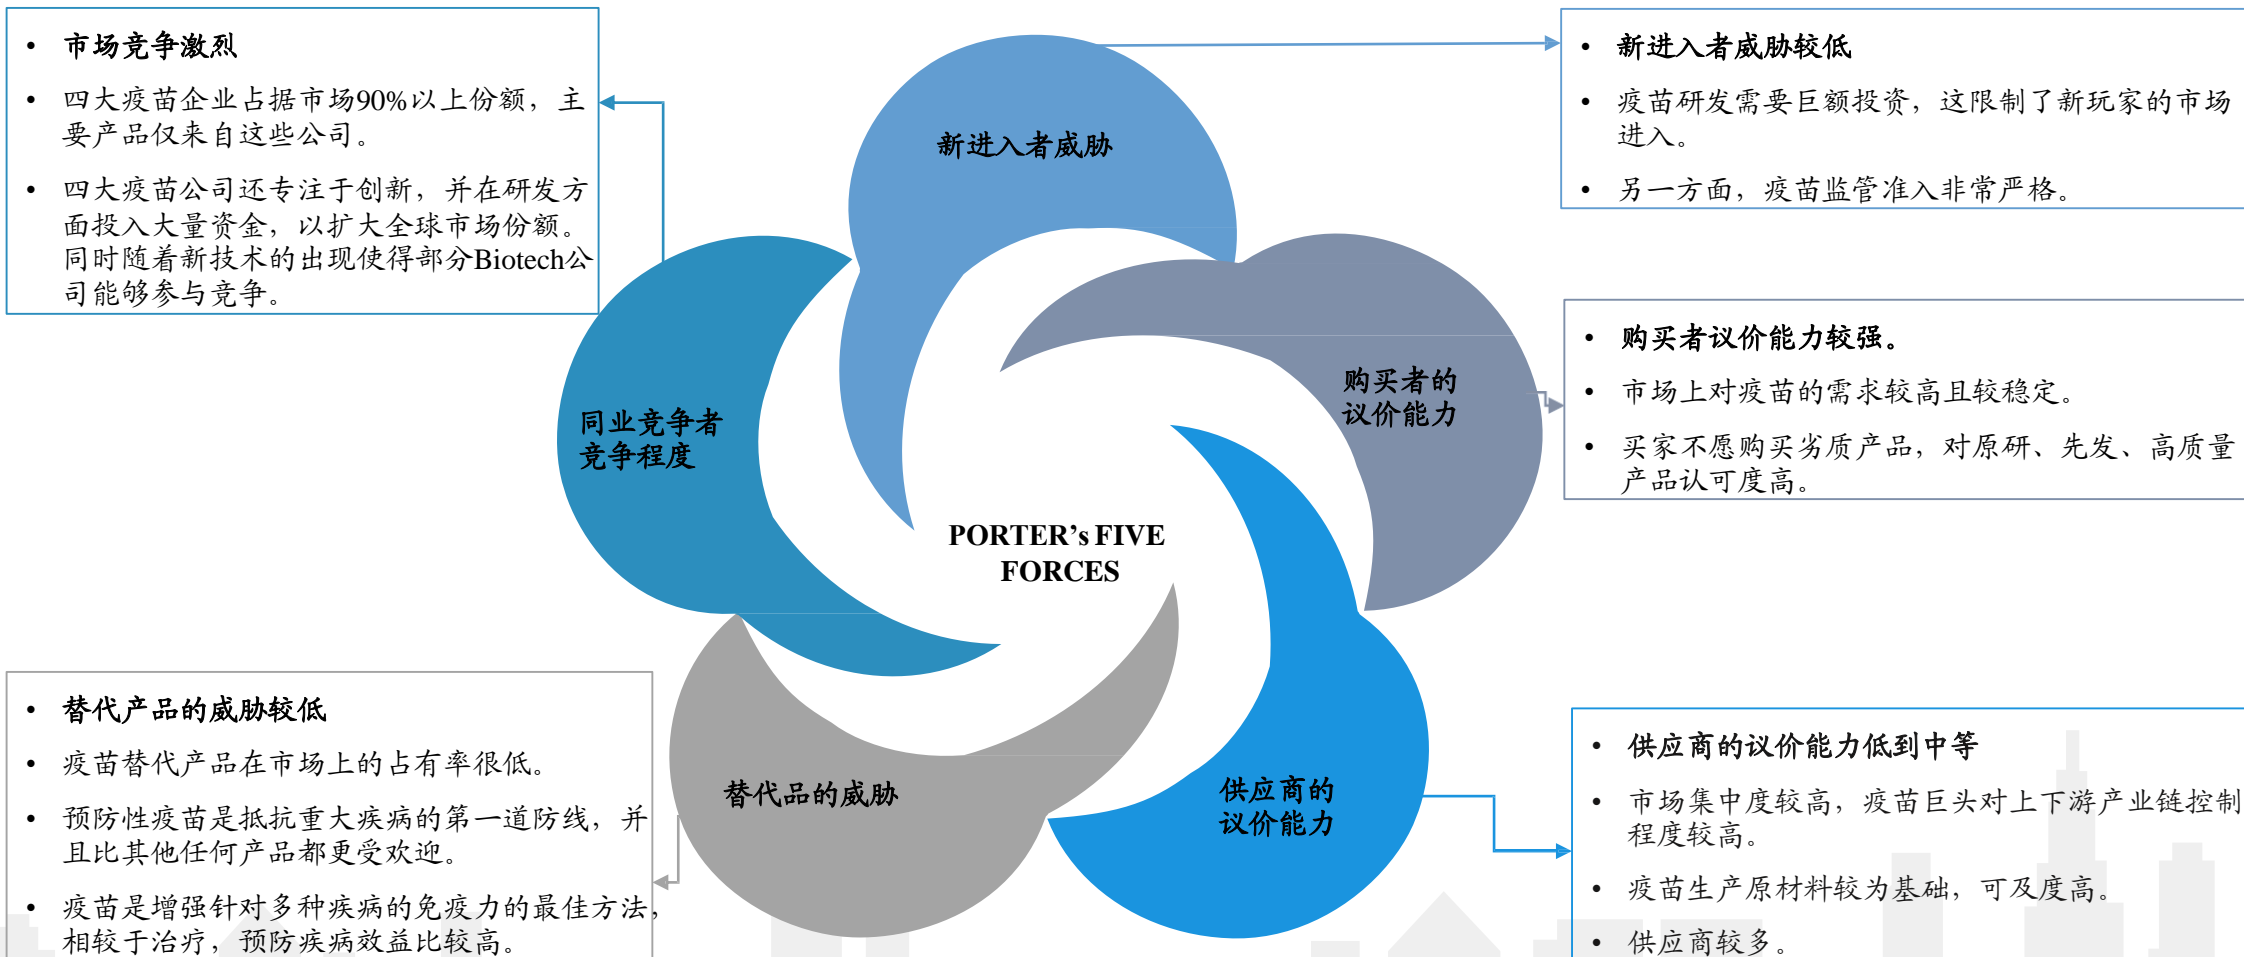 • 市场竞争激烈
• 四大疫苗企业占据市场90%以上份额，主
要产品仅来自这些公司。
• 四大疫苗公司还专注于创新，并在研发方
面投入大量资金，以扩大全球市场份额。
同时随着新技术的出现使得部分Biotech公
司能够参与竞争。
新进入者威胁
• 新进入者威胁较低
• 疫苗研发需要巨额投资，这限制了新玩家的市场
进入。
• 另一方面，疫苗监管准入非常严格。
同业竞争者
竞争程度
购买者的
议价能力
• 购买者议价能力较强。
• 市场上对疫苗的需求较高且较稳定。
• 买家不愿购买劣质产品，对原研、先发、高质量
产品认可度高。
PORTER’s FIVE
FORCES
• 替代产品的威胁较低
• 疫苗替代产品在市场上的占有率很低。
• 预防性疫苗是抵抗重大疾病的第一道防线，并
且比其他任何产品都更受欢迎。
• 疫苗是增强针对多种疾病的免疫力的最佳方法，
相较于治疗，预防疾病效益比较高。
替代品的威胁
供应商的
议价能力
• 供应商的议价能力低到中等
• 市场集中度较高，疫苗巨头对上下游产业链控制
程度较高。
• 疫苗生产原材料较为基础，可及度高。
• 供应商较多。